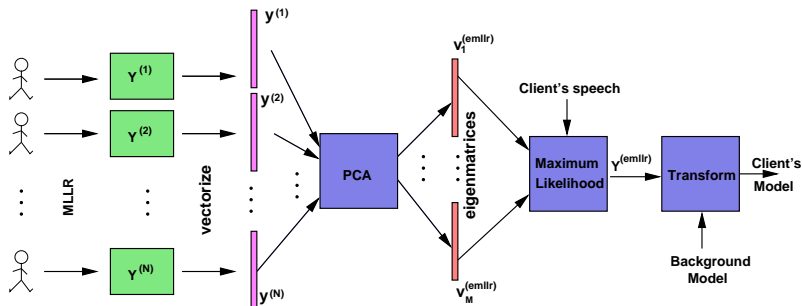 y(1)
Y(1)
v1(emllr)
Client's speech
y(2)
Y(2)
MLLR
vectorize
PCA
eigenmatrices
Maximum
Likelihood
Y(emllr)
Transform
Client's
Model
Y(N)
y(N)
vM(emllr)
Background
Model